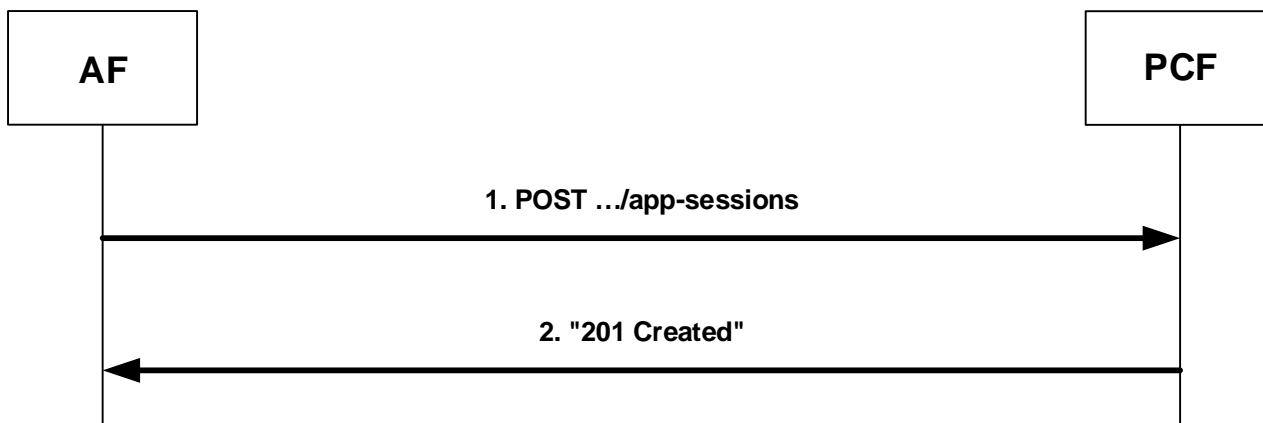 AF
PCF
1. POST …/app-sessions
2. "201 Created"